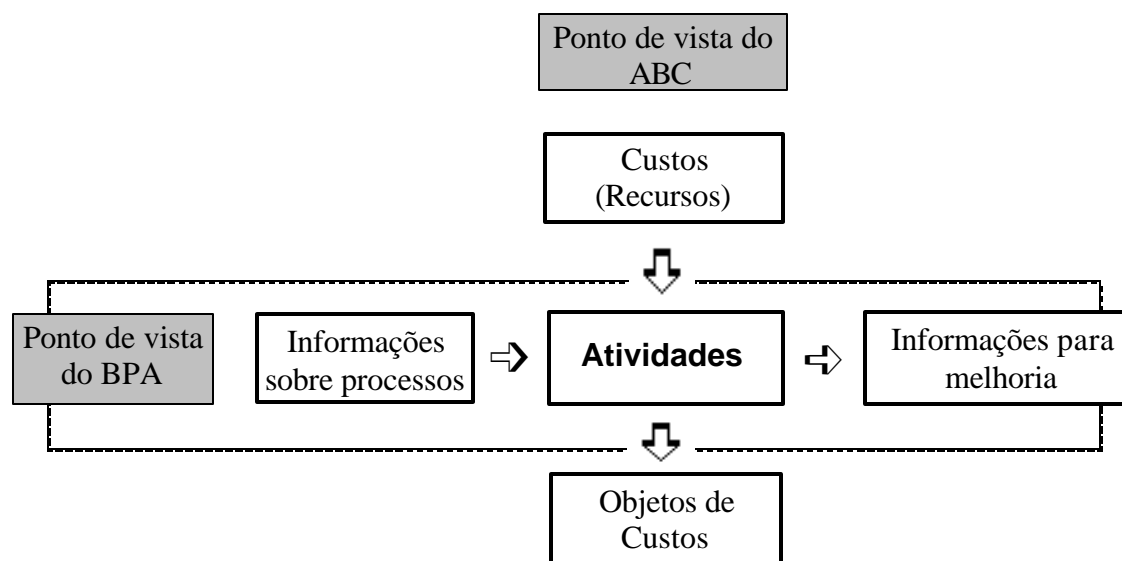 Ponto de vista do
ABC
Custos
(Recursos)
Ponto de vista
do BPA
Informações
sobre processos
Atividades
Informações para
melhoria
Objetos de
Custos